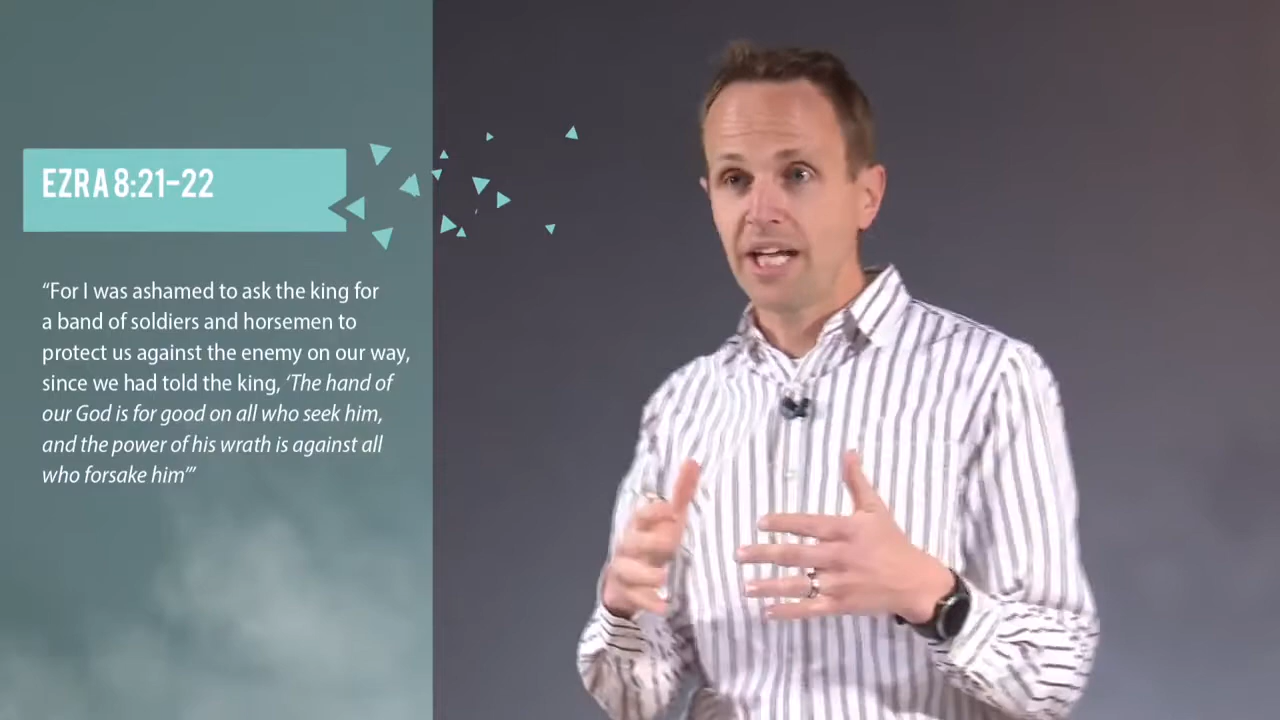 EZRA 8:21-22
“For I was ashamed to ask the king for
a band of soldiers and horsemen to
protect us against the enemy on our way,
since we had told the king, ‘The hand of
our God is for good on all who seek him,
and the power of his wrath is against all
who forsake him’”